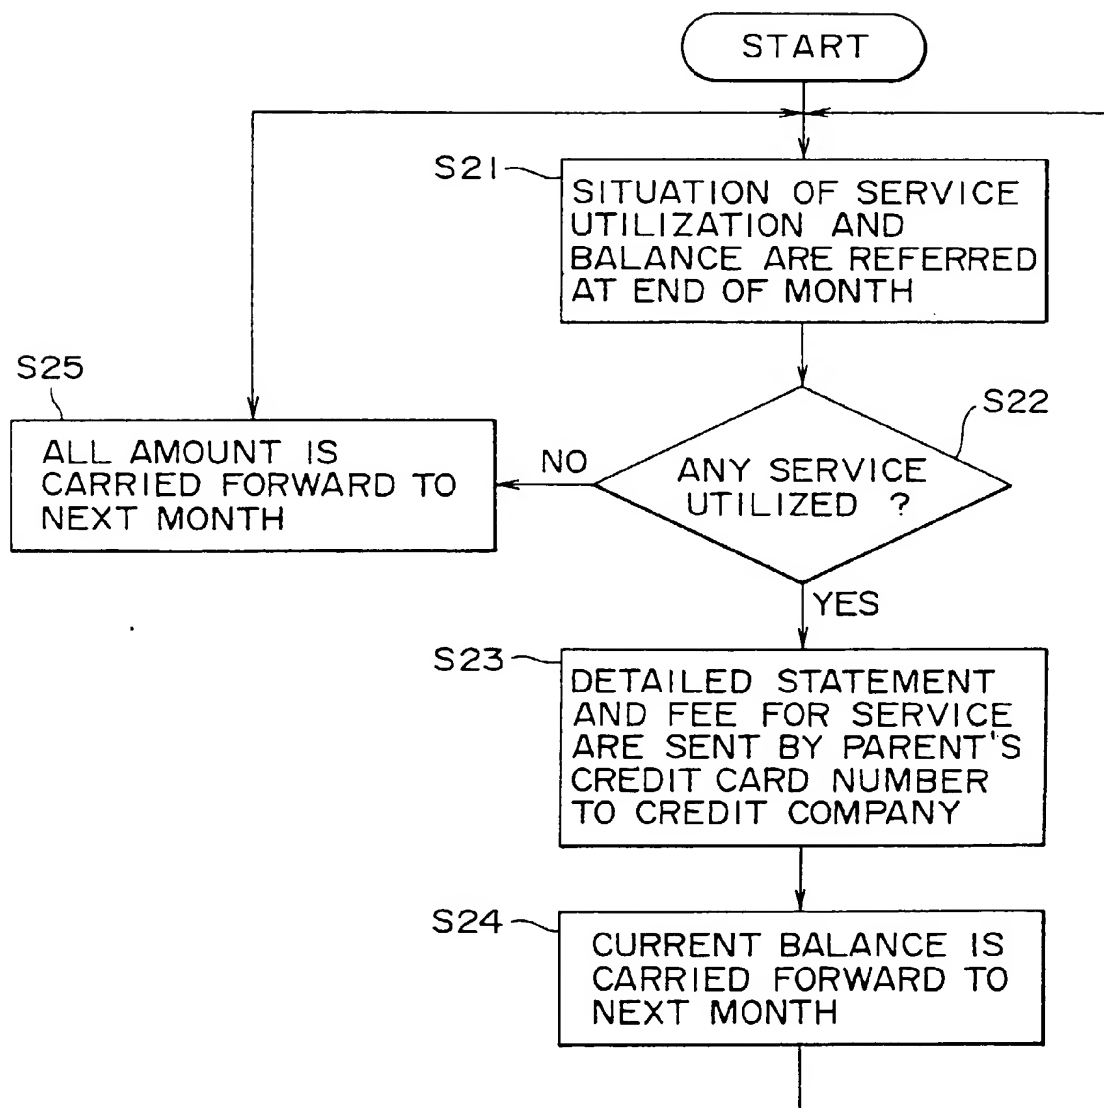 START
S21
SITUATION OF SERVICE
UTILIZATION AND
BALANCE ARE REFERRED
AT END OF MONTH
S22
ANY SERVICE
UTILIZED ?
NO
S25
ALL AMOUNT IS
CARRIED FORWARD TO
NEXT MONTH
YES
S23
DETAILED STATEMENT
AND FEE FOR SERVICE
ARE SENT BY PARENT'S
CREDIT CARD NUMBER
TO CREDIT COMPANY
S24
CURRENT BALANCE IS
CARRIED FORWARD TO
NEXT MONTH